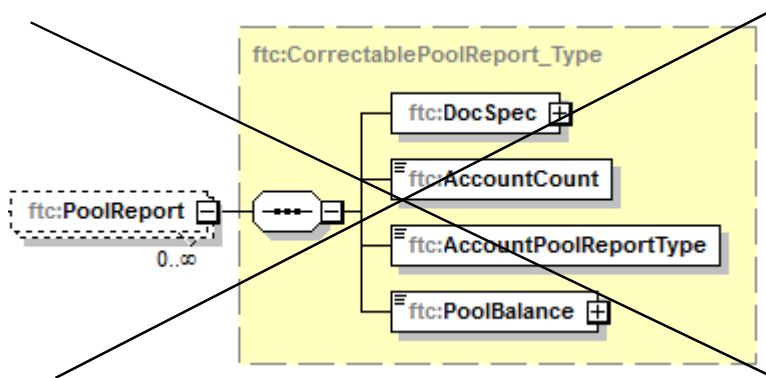 ftc:CorrectablePoolReport_Type
ftc:DocSpec
ftc:AccountCount
ftc:PoolReport
ftc:AccountPoolReportType
0..∞
ftc:PoolBalance